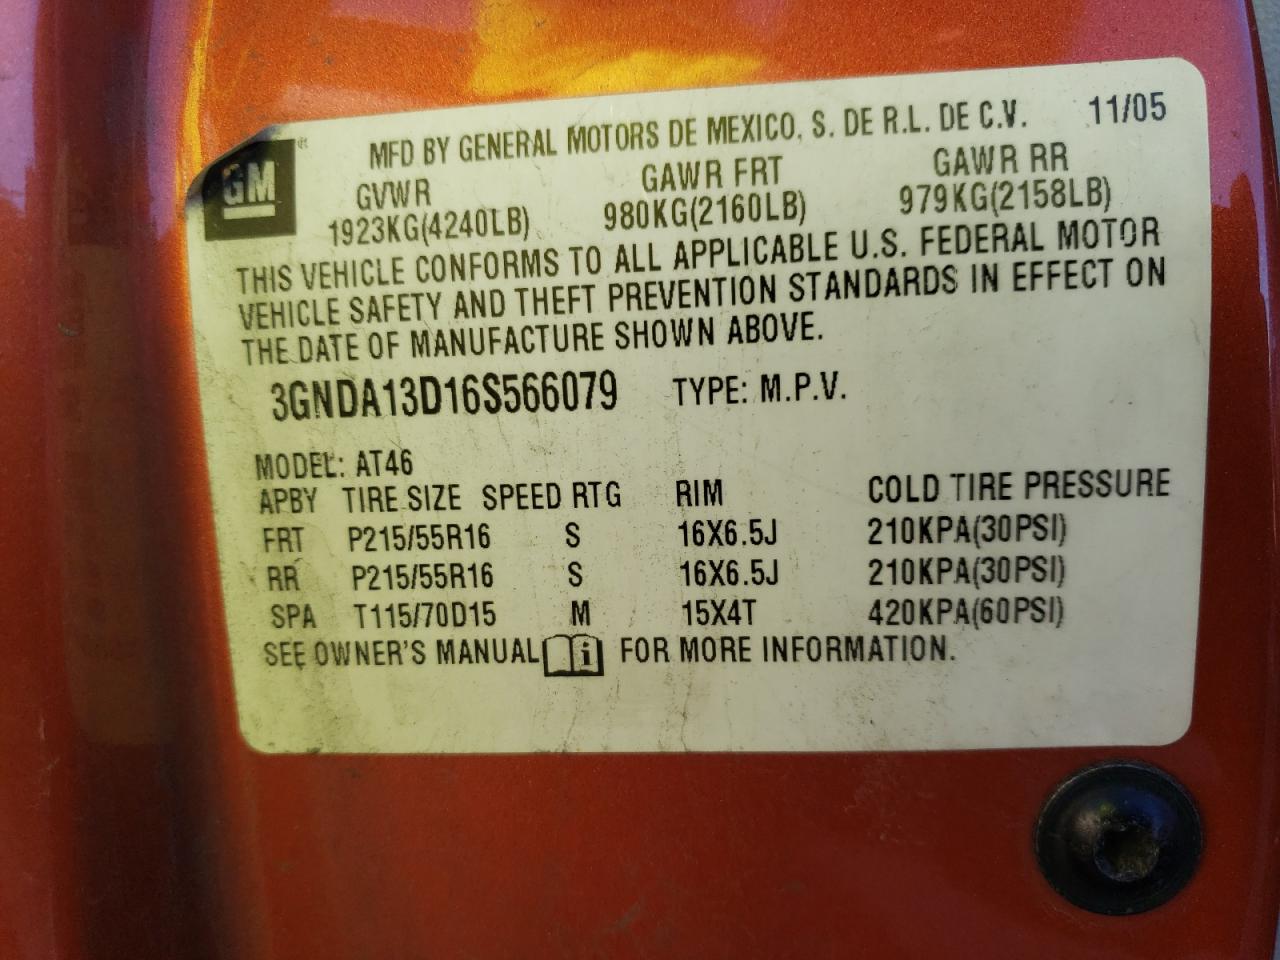 GM
MFD BY GENERAL MOTORS DE MEXICO, S. DE R.L. DE C.V. 11/05
GVWR GAWR FRT GAWR RR
1923KG(4240LB) 980KG(2160LB) 979KG(2158LB)
THIS VEHICLE CONFORMS TO ALL APPLICABLE U.S. FEDERAL MOTOR
VEHICLE SAFETY AND THEFT PREVENTION STANDARDS IN EFFECT ON
THE DATE OF MANUFACTURE SHOWN ABOVE.
3GNDA13D16S566079 TYPE: M.P.V.
MODEL: AT46
APBY TIRE SIZE SPEED RTG RIM COLD TIRE PRESSURE
FRT P215/55R16 S 16X6.5J 210KPA(30PSI)
RR P215/55R16 S 16X6.5J 210KPA(30PSI)
SPA T115/70D15 M 15X4T 420KPA(60PSI)
SEE OWNER'S MANUAL i FOR MORE INFORMATION.